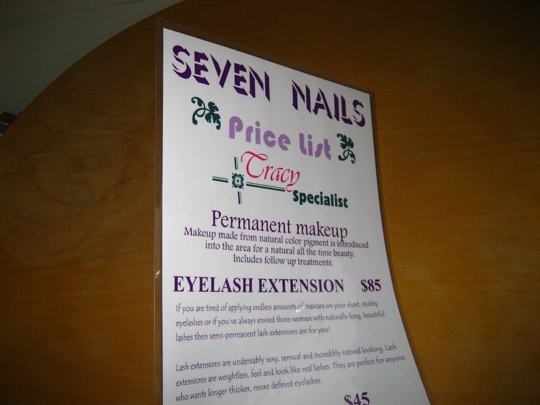 SEVEN NAILS
Price List
Tracy
Specialist
Permanent makeup
Makeup made from natural color pigment is introduced
into the area for a natural all the time beauty.
Includes follow up treatments.
EYELASH EXTENSION $85
If you are tired of applying endless amounts of mascara on your short, stubby
eyelashes or if you've always envied those women with naturally long, beautiful
lashes then semi-permanent lash extensions are for you!
Lash extensions are undeniably sexy, sensual and incredibly natural looking. Lash
extensions are weightless, feel and look like real lashes. They are perfect for anyone
who wants longer, thicker, more defined eyelashes.
$45